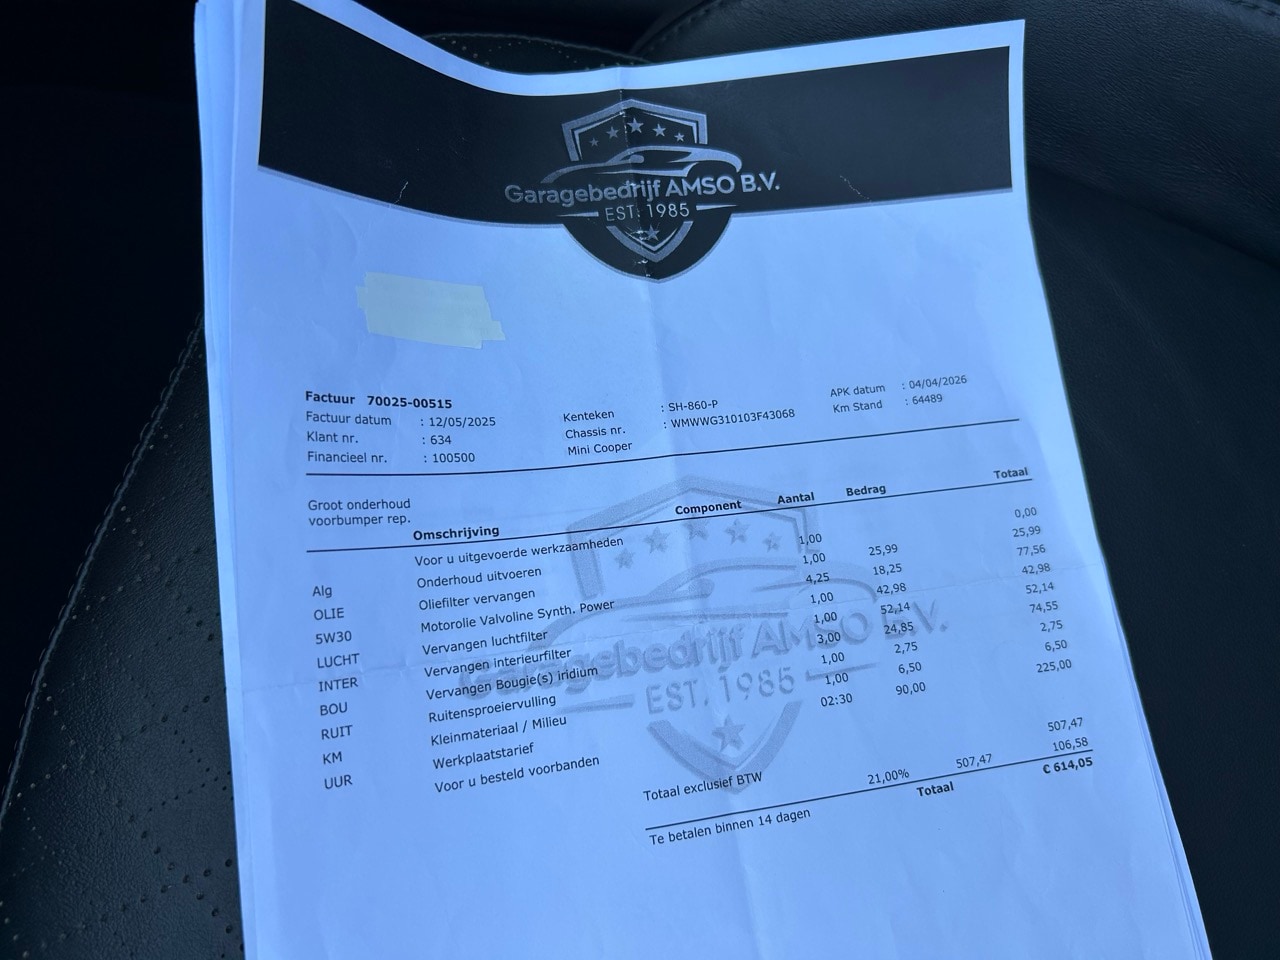 Garagebedrijf AMSO B.V.
EST. 1985
Factuur 70025-00515
Factuur datum : 12/05/2025 Kenteken : SH-860-P APK datum : 04/04/2026
Klant nr. : 634 Chassis nr. : WMWWG310103F43068 Km Stand : 64489
Financieel nr. : 100500 Mini Cooper
Groot onderhoud
voorbumper rep.
Omschrijving Component Aantal Bedrag Totaal
Voor u uitgevoerde werkzaamheden
Alg Onderhoud uitvoeren 1,00 0,00
OLIE Oliefilter vervangen 1,00 25,99 25,99
5W30 Motorolie Valvoline Synth. Power 4,25 18,25 77,56
LUCHT Vervangen luchtfilter 1,00 42,98 42,98
INTER Vervangen interieurfilter 1,00 52,14 52,14
BOU Vervangen Bougie(s) iridium 3,00 24,85 74,55
RUIT Ruitensproeiervulling 1,00 2,75 2,75
KM Kleinmateriaal / Milieu 1,00 6,50 6,50
UUR Werkplaatstarief 02:30 90,00 225,00
Voor u besteld voorbanden
Garagebedrijf AMSO B.V.
EST. 1985
Totaal exclusief BTW 507,47
21,00% 507,47 106,58
Te betalen binnen 14 dagen Totaal € 614,05